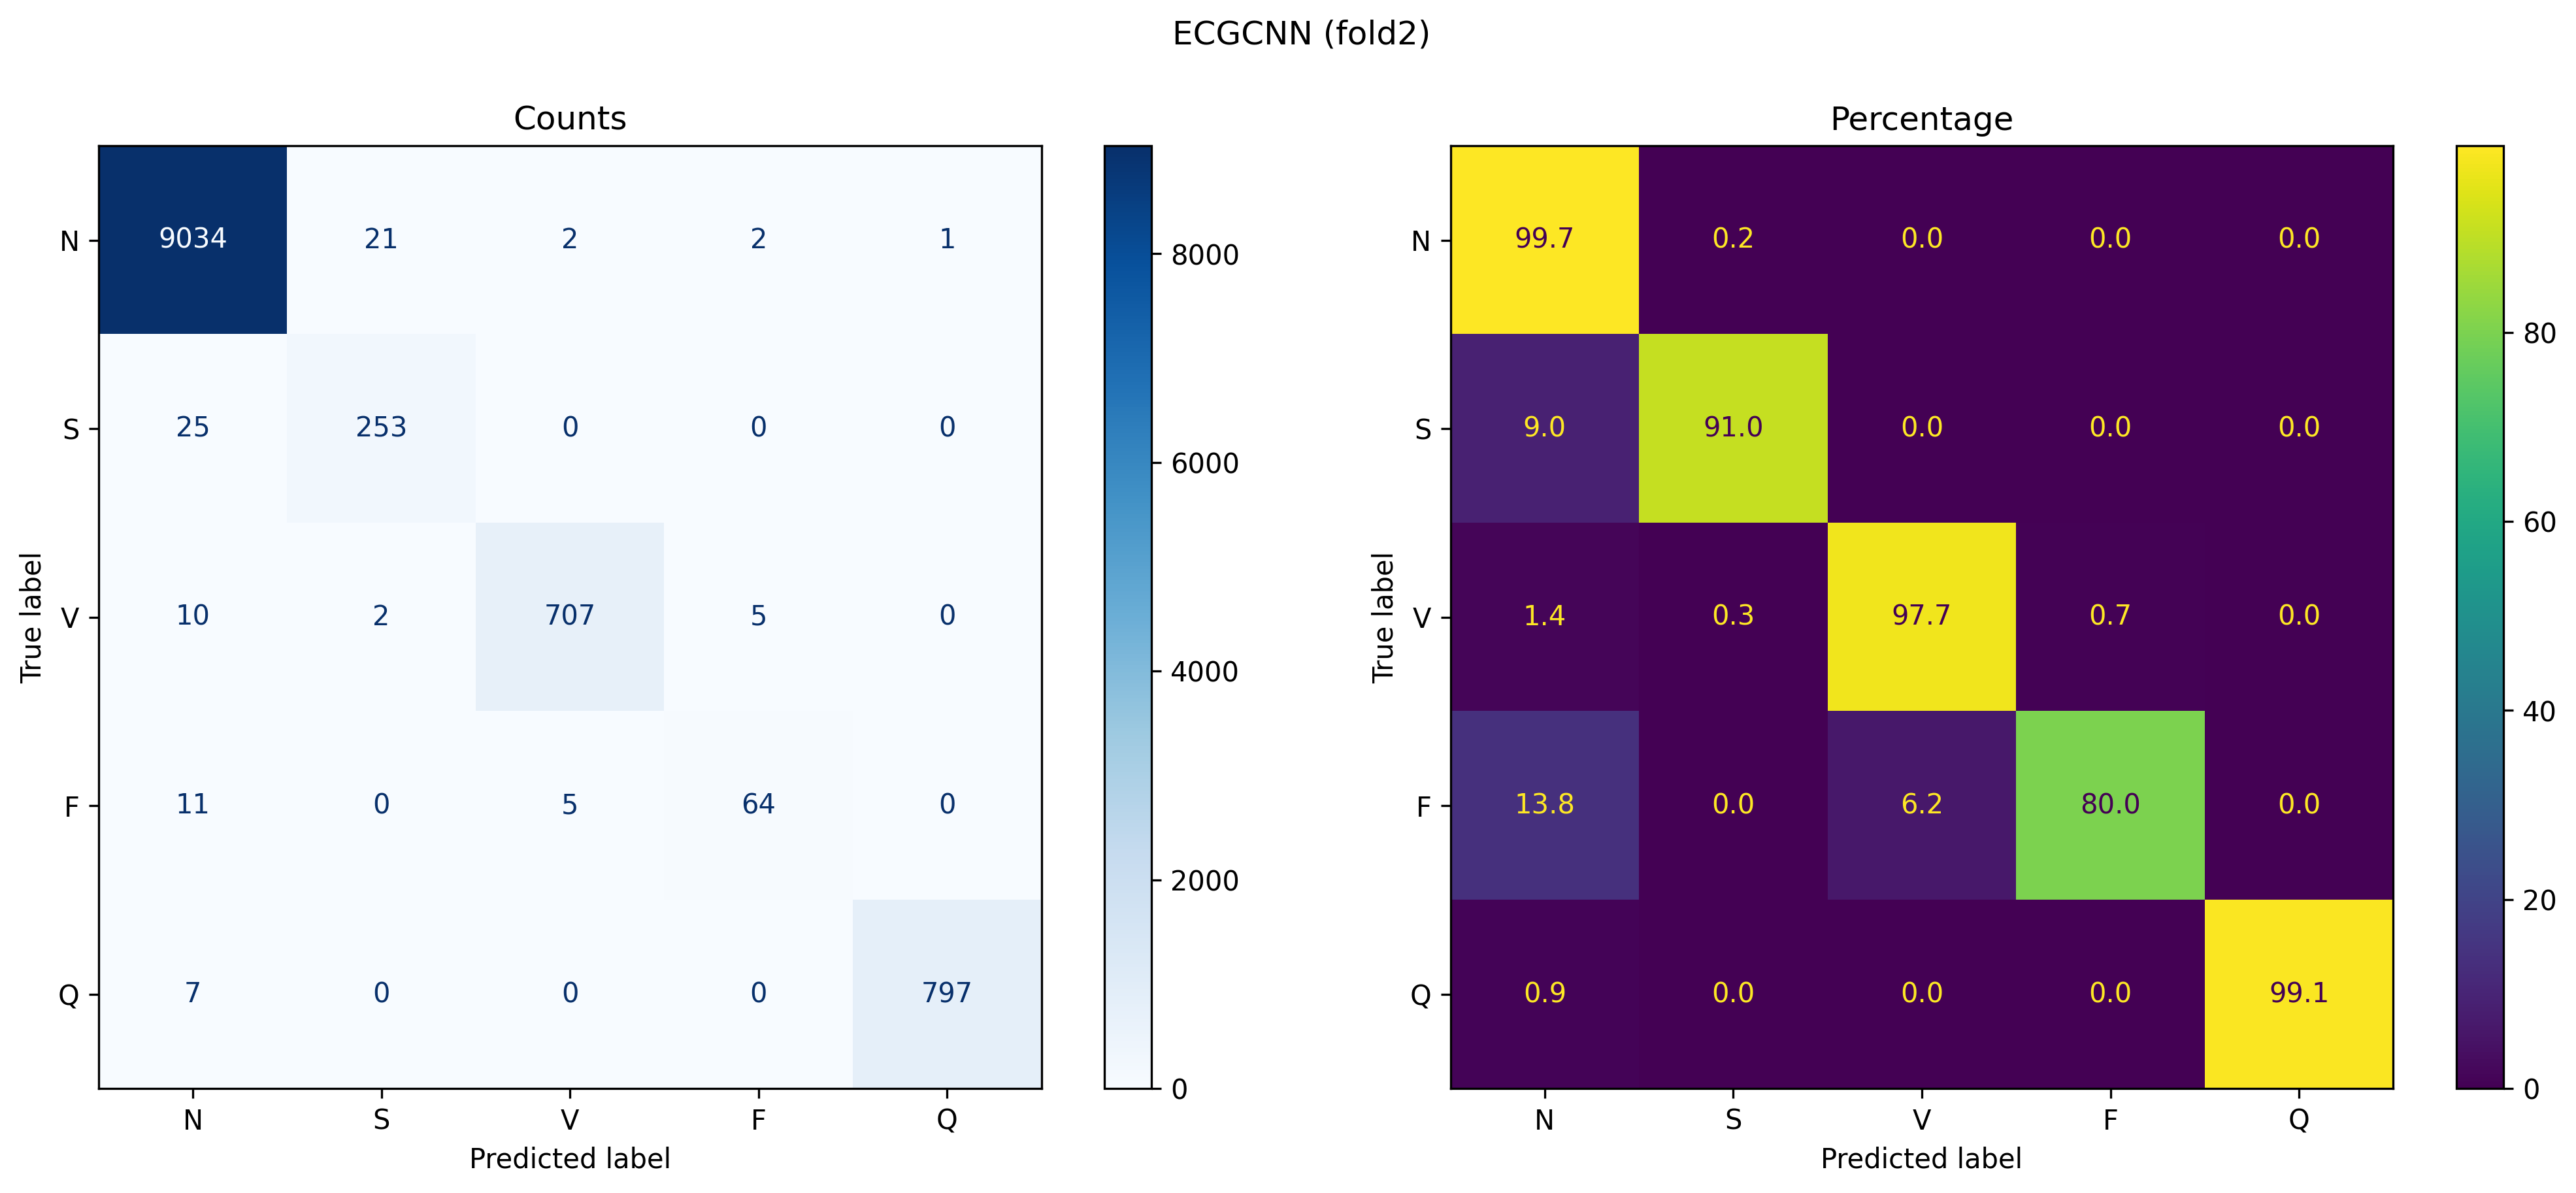 ECGCNN (fold2)
Counts
N 9034 21 2 2 1
S 25 253 0 0 0
V 10 2 707 5 0
F 11 0 5 64 0
Q 7 0 0 0 797
N S V F Q
Predicted label
True label
8000
6000
4000
2000
0
Percentage
N 99.7 0.2 0.0 0.0 0.0
S 9.0 91.0 0.0 0.0 0.0
V 1.4 0.3 97.7 0.7 0.0
F 13.8 0.0 6.2 80.0 0.0
Q 0.9 0.0 0.0 0.0 99.1
N S V F Q
Predicted label
True label
80
60
40
20
0